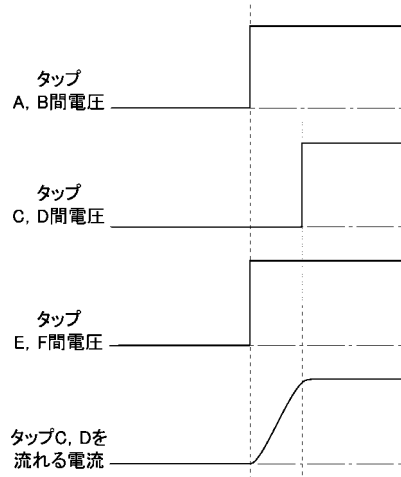 タップ
A, B間電圧
タップ
C, D間電圧
タップ
E, F間電圧
タップC, Dを
流れる電流